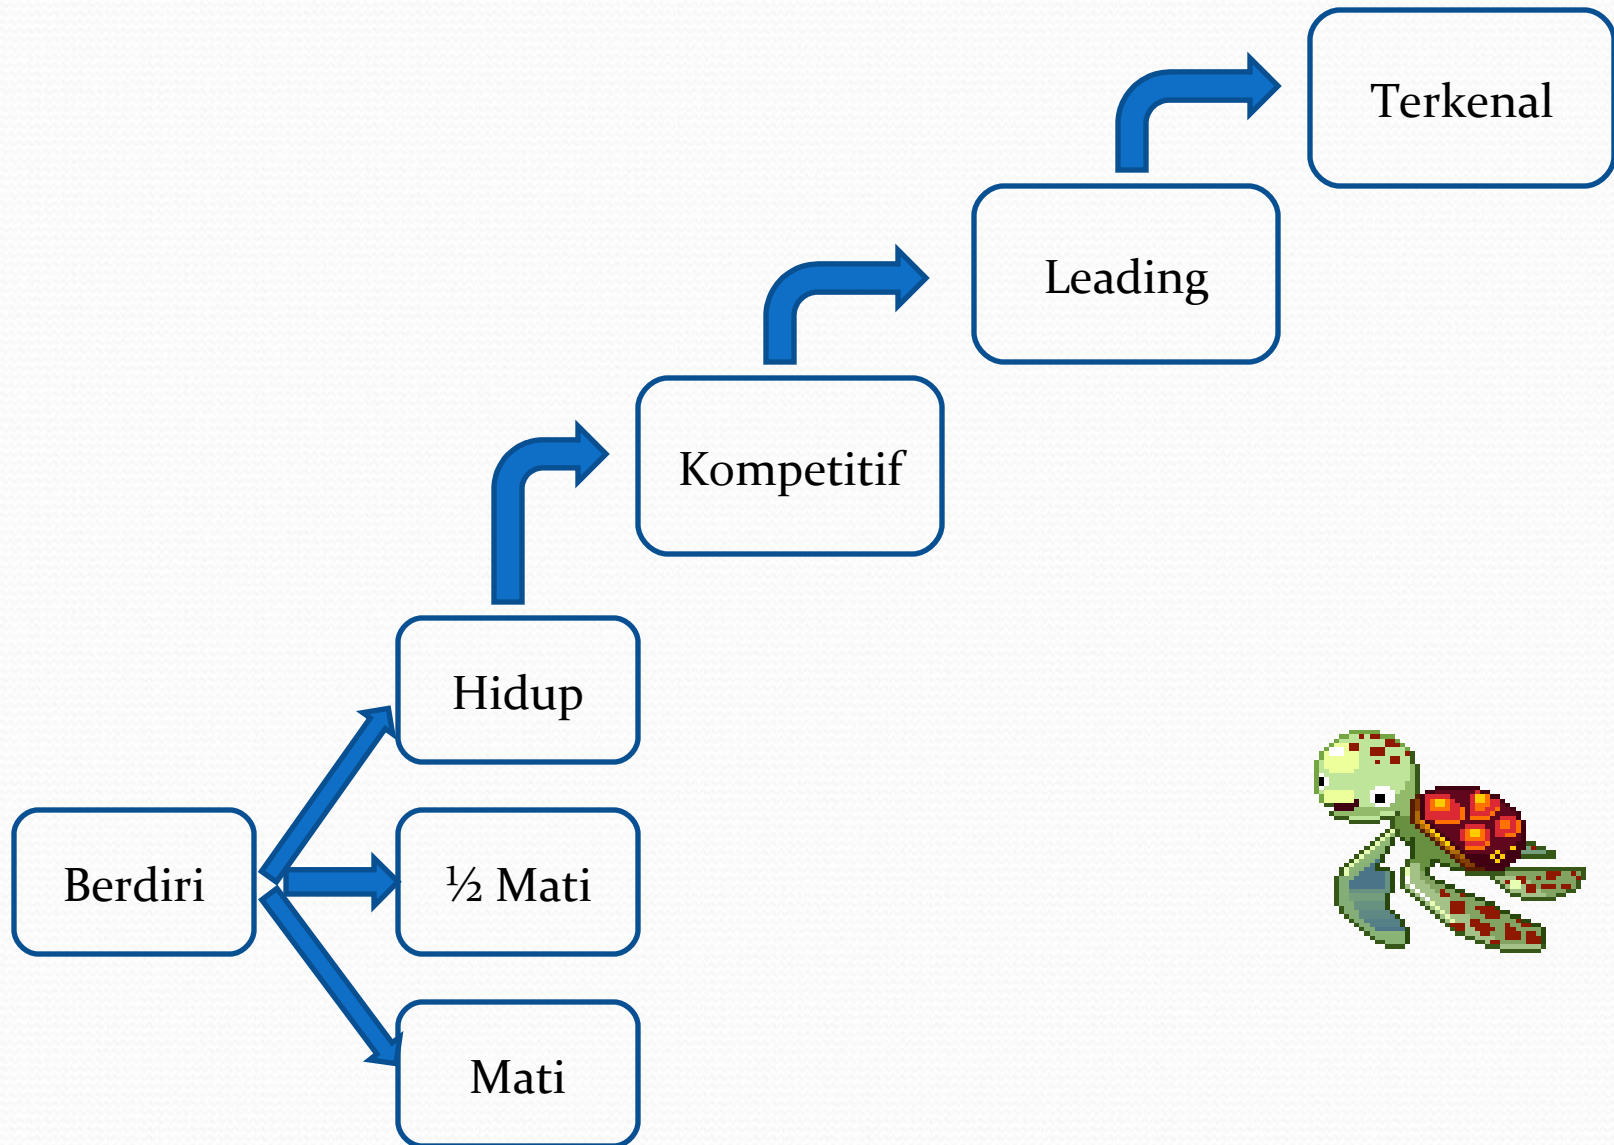 Terkenal
Leading
Kompetitif
Hidup
Berdiri
½ Mati
Mati